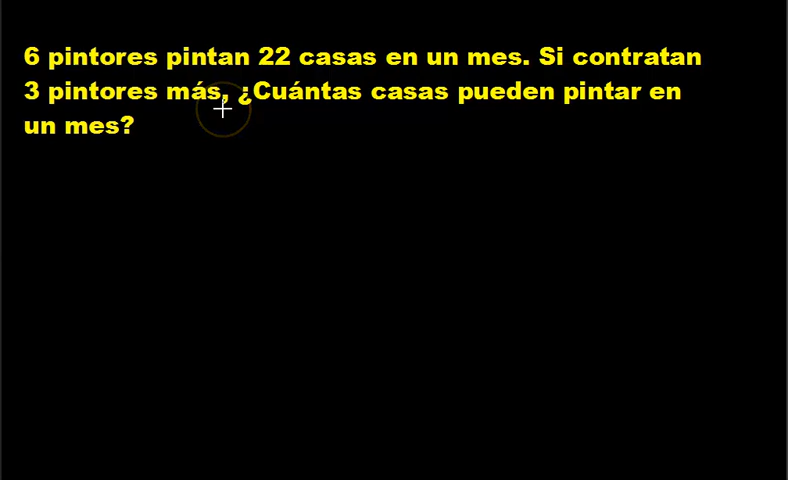 6 pintores pintan 22 casas en un mes. Si contratan
3 pintores más, ¿Cuántas casas pueden pintar en
un mes?